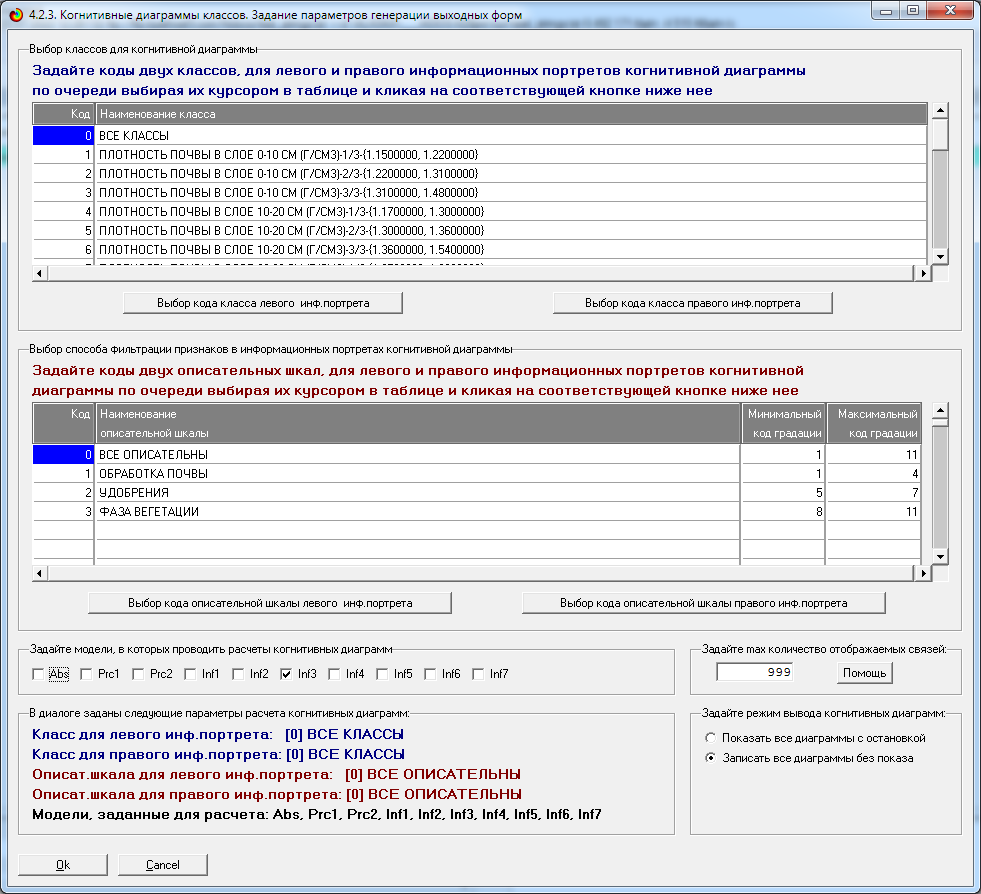 4.2.3. Когнитивные диаграммы классов. Задание параметров генерации выходных форм
Выбор классов для когнитивной диаграммы
Задайте коды двух классов, для левого и правого информационных портретов когнитивной диаграммы
по очереди выбирая их курсором в таблице и кликая на соответствующей кнопке ниже нее
Код Наименование класса
0 ВСЕ КЛАССЫ
1 ПЛОТНОСТЬ ПОЧВЫ В СЛОЕ 0-10 СМ (Г/СМ3)-1/3-{1.1500000, 1.2200000}
2 ПЛОТНОСТЬ ПОЧВЫ В СЛОЕ 0-10 СМ (Г/СМ3)-2/3-{1.2200000, 1.3100000}
3 ПЛОТНОСТЬ ПОЧВЫ В СЛОЕ 0-10 СМ (Г/СМ3)-3/3-{1.3100000, 1.4800000}
4 ПЛОТНОСТЬ ПОЧВЫ В СЛОЕ 10-20 СМ (Г/СМ3)-1/3-{1.1700000, 1.3000000}
5 ПЛОТНОСТЬ ПОЧВЫ В СЛОЕ 10-20 СМ (Г/СМ3)-2/3-{1.3000000, 1.3600000}
6 ПЛОТНОСТЬ ПОЧВЫ В СЛОЕ 10-20 СМ (Г/СМ3)-3/3-{1.3600000, 1.5400000}
Выбор кода класса левого инф.портрета Выбор кода класса правого инф.портрета
Выбор способа фильтрации признаков в информационных портретах когнитивной диаграммы
Задайте коды двух описательных шкал, для левого и правого информационных портретов когнитивной
диаграммы по очереди выбирая их курсором в таблице и кликая на соответствующей кнопке ниже нее
Код Наименование Минимальный Максимальный
описательной шкалы код градации код градации
0 ВСЕ ОПИСАТЕЛЬНЫ 1 11
1 ОБРАБОТКА ПОЧВЫ 1 4
2 УДОБРЕНИЯ 5 7
3 ФАЗА ВЕГЕТАЦИИ 8 11
Выбор кода описательной шкалы левого инф.портрета Выбор кода описательной шкалы правого инф.портрета
Задайте модели, в которых проводить расчеты когнитивных диаграмм
Abs Prc1 Prc2 Inf1 Inf2 Inf3 Inf4 Inf5 Inf6 Inf7
Задайте max количество отображаемых связей:
999 Помощь
В диалоге заданы следующие параметры расчета когнитивных диаграмм:
Класс для левого инф.портрета: [0] ВСЕ КЛАССЫ
Класс для правого инф.портрета: [0] ВСЕ КЛАССЫ
Описат.шкала для левого инф.портрета: [0] ВСЕ ОПИСАТЕЛЬНЫ
Описат.шкала для правого инф.портрета: [0] ВСЕ ОПИСАТЕЛЬНЫ
Модели, заданные для расчета: Abs, Prc1, Prc2, Inf1, Inf2, Inf3, Inf4, Inf5, Inf6, Inf7
Задайте режим вывода когнитивных диаграмм:
Показать все диаграммы с остановкой
Записать все диаграммы без показа
Ok Cancel